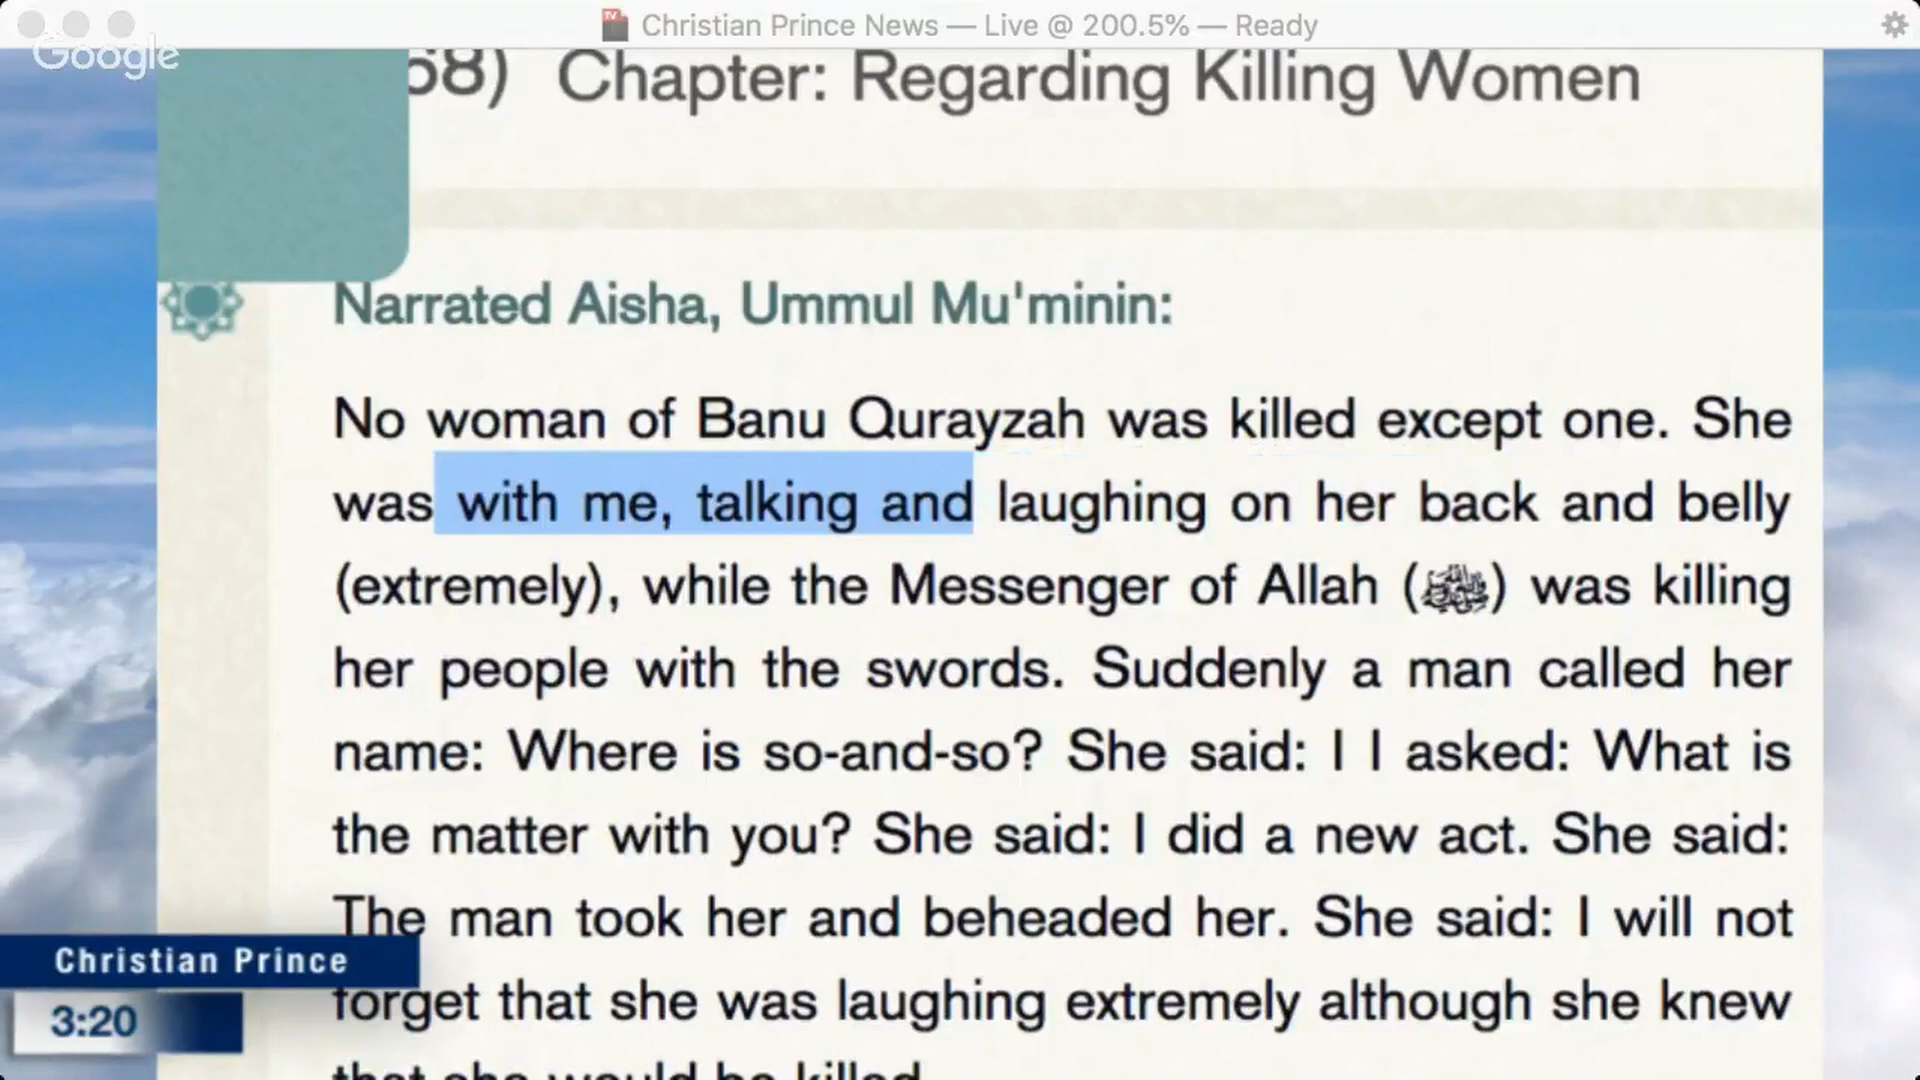 Christian Prince News — Live @ 200.5% — Ready
Google
58) Chapter: Regarding Killing Women
Narrated Aisha, Ummul Mu'minin:
No woman of Banu Qurayzah was killed except one. She
was with me, talking and laughing on her back and belly
(extremely), while the Messenger of Allah (ﷺ) was killing
her people with the swords. Suddenly a man called her
name: Where is so-and-so? She said: I I asked: What is
the matter with you? She said: I did a new act. She said:
The man took her and beheaded her. She said: I will not
forget that she was laughing extremely although she knew
that she would be killed.
Christian Prince
3:20